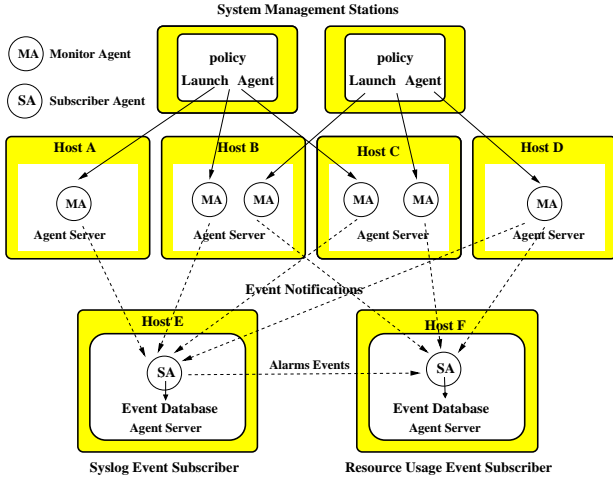 System Management Stations
MA Monitor Agent
SA Subscriber Agent
policy
Launch Agent
policy
Launch Agent
Host A
MA
Agent Server
Host B
MA MA
Agent Server
Host C
MA MA
Agent Server
Host D
MA
Agent Server
Event Notifications
Host E
SA
Event Database
Agent Server
Alarms Events
Host F
SA
Event Database
Agent Server
Syslog Event Subscriber
Resource Usage Event Subscriber